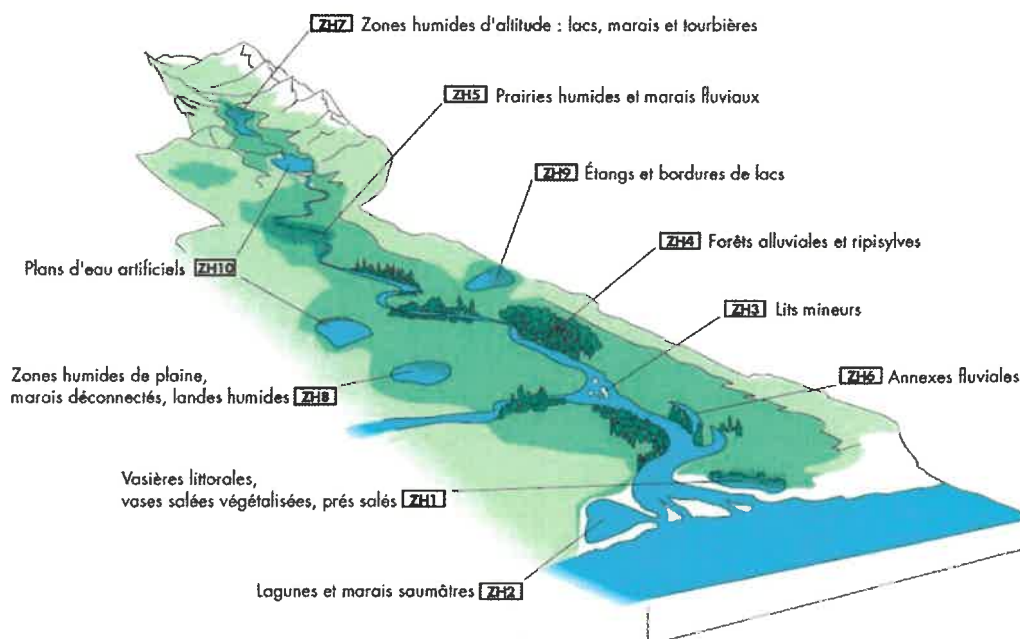 ZH7 Zones humides d'altitude : lacs, marais et tourbières
ZH5 Prairies humides et marais fluviaux
ZH9 Étangs et bordures de lacs
ZH4 Forêts alluviales et ripisylves
Plans d'eau artificiels ZH10
ZH3 Lits mineurs
Zones humides de plaine,
marais déconnectés, landes humides ZH8
ZH6 Annexes fluviales
Vasières littorales,
vases salées végétalisées, prés salés ZH1
Lagunes et marais saumâtres ZH2